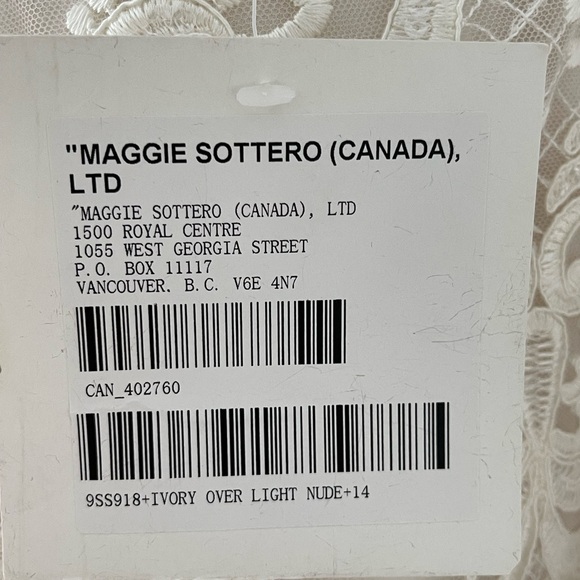 "MAGGIE SOTTERO (CANADA),
LTD
"MAGGIE SOTTERO (CANADA), LTD
1500 ROYAL CENTRE
1055 WEST GEORGIA STREET
P.O. BOX 11117
VANCOUVER. B.C. V6E 4N7
CAN_402760
9SS918+IVORY OVER LIGHT NUDE+14